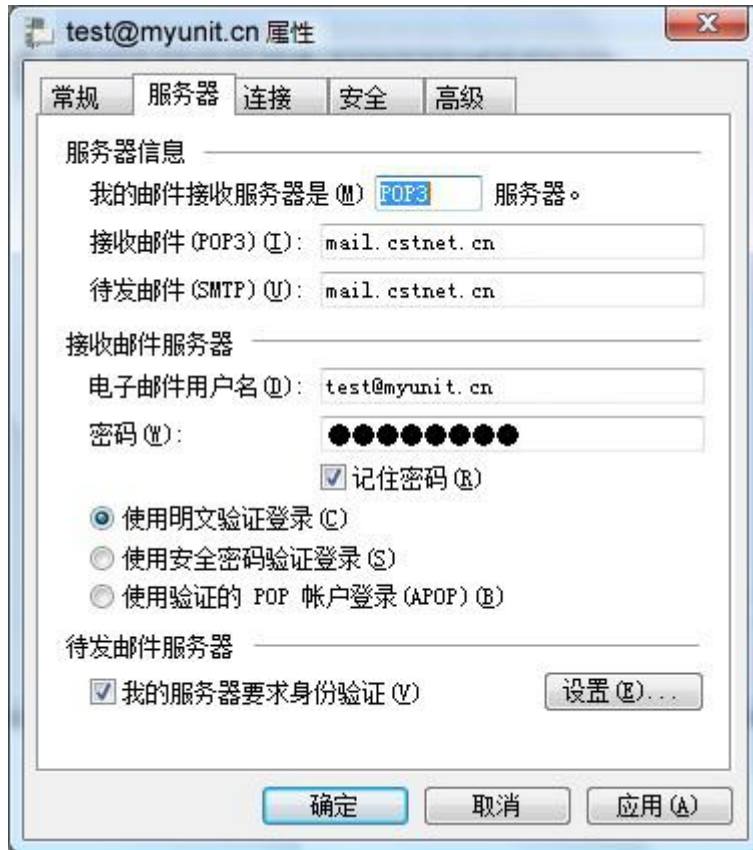 test@myunit.cn 属性
常规 服务器 连接 安全 高级
服务器信息
我的邮件接收服务器是(M) POP3 服务器。
接收邮件(POP3)(I): mail.cstnet.cn
待发邮件(SMTP)(U): mail.cstnet.cn
接收邮件服务器
电子邮件用户名(D): test@myunit.cn
密码(W): ●●●●●●●●
记住密码(R)
使用明文验证登录(C)
使用安全密码验证登录(S)
使用验证的 POP 帐户登录(APOP)(B)
待发邮件服务器
我的服务器要求身份验证(V) 设置(E)...
确定 取消 应用(A)